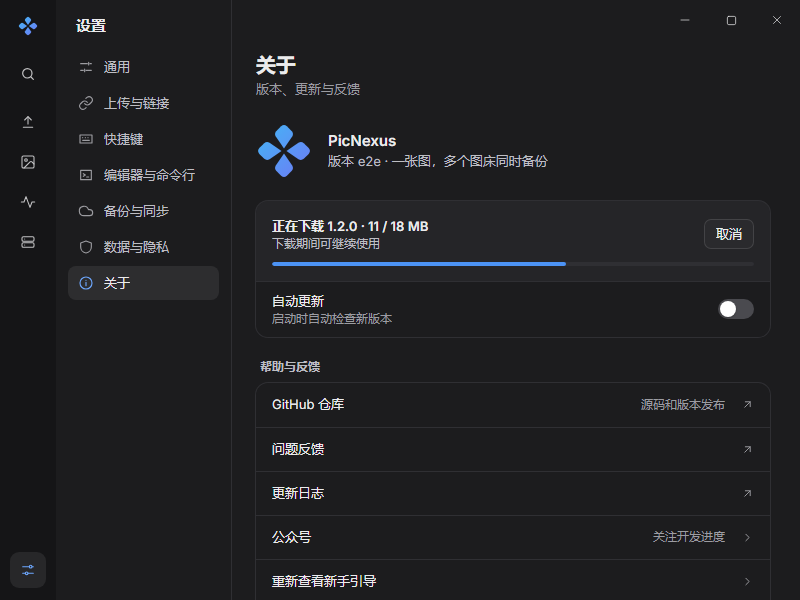 设置
通用
上传与链接
快捷键
编辑器与命令行
备份与同步
数据与隐私
关于
关于
版本、更新与反馈
PicNexus
版本 e2e · 一张图，多个图床同时备份
正在下载 1.2.0 · 11 / 18 MB
下载期间可继续使用
取消
自动更新
启动时自动检查新版本
帮助与反馈
GitHub 仓库
源码和版本发布
问题反馈
更新日志
公众号
关注开发进度
重新查看新手引导